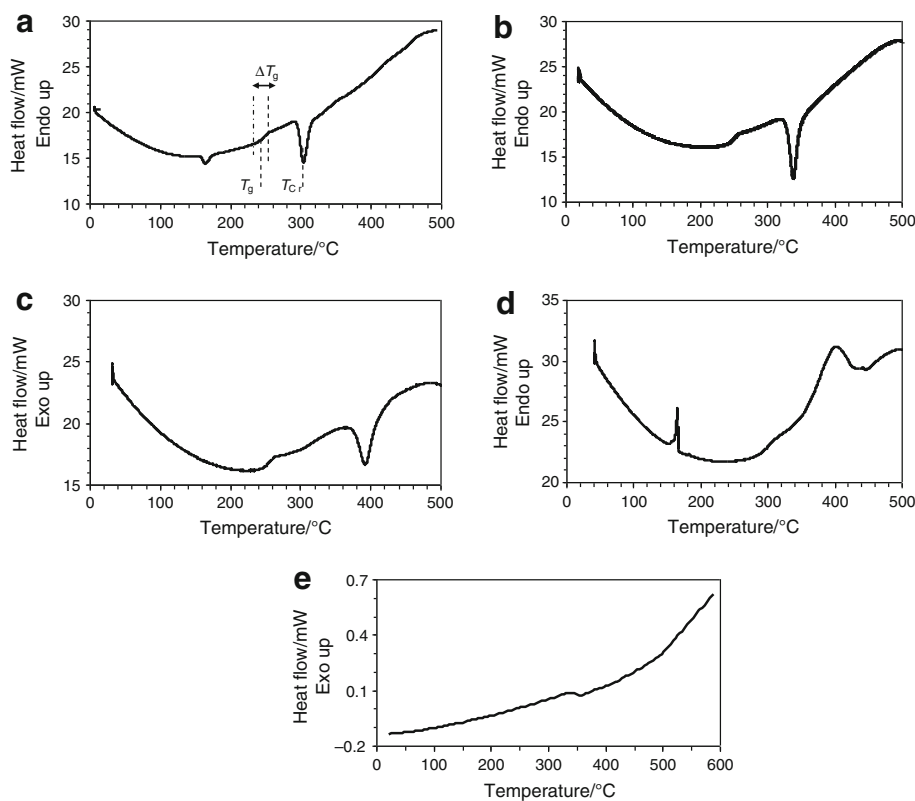 a
30
25
20
15
10
Heat flow/mW
Endo up
ΔTg
Tg
TCr
0 100 200 300 400 500
Temperature/°C
b
30
25
20
15
10
Heat flow/mW
Endo up
0 100 200 300 400 500
Temperature/°C
c
30
25
20
15
Heat flow/mW
Exo up
0 100 200 300 400 500
Temperature/°C
d
35
30
25
20
Heat flow/mW
Endo up
0 100 200 300 400 500
Temperature/°C
e
0.7
0.4
0.1
−0.2
Heat flow/mW
Exo up
0 100 200 300 400 500 600
Temperature/°C